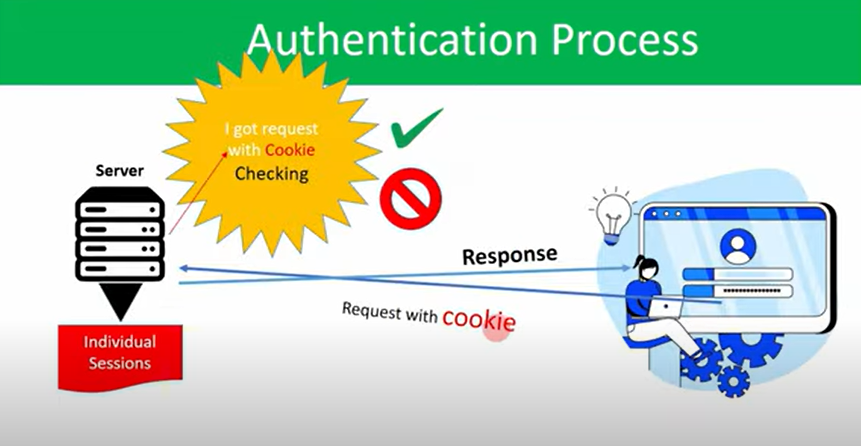 Authentication Process
I got request
with Cookie
Checking
Server
Response
Request with cookie
Individual
Sessions